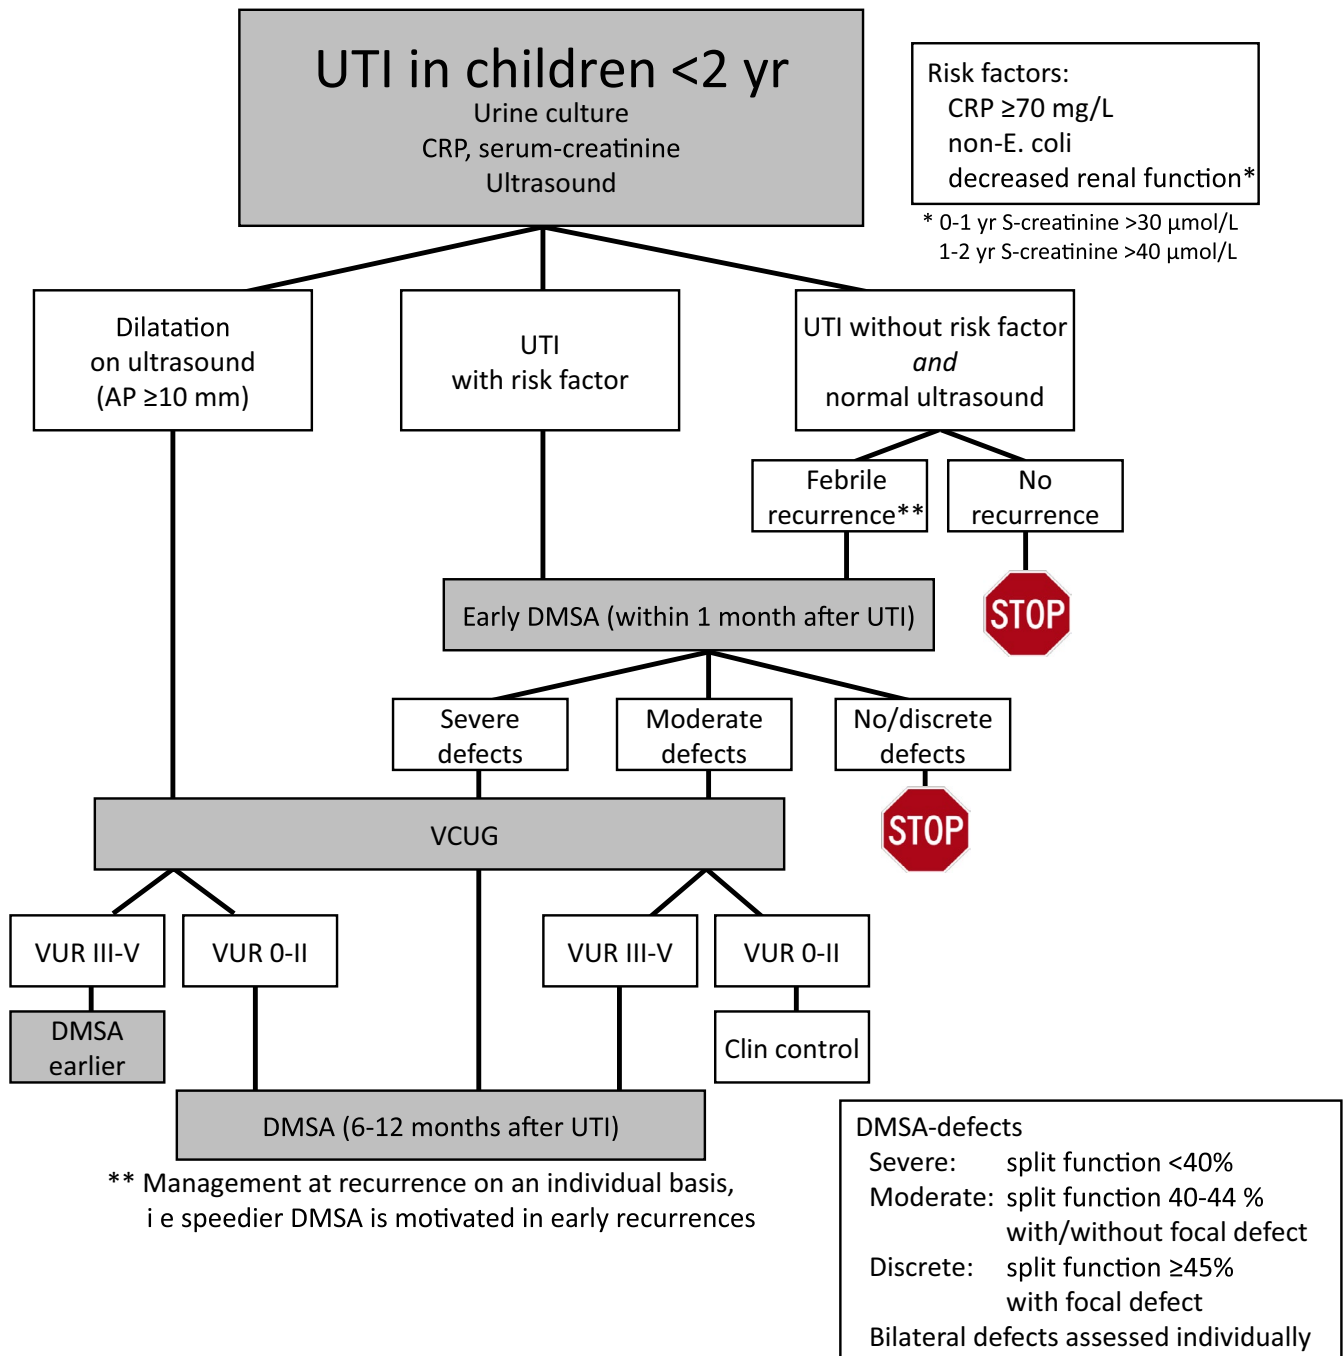 UTI in children <2 yr
Urine culture
CRP, serum-creatinine
Ultrasound
Risk factors:
CRP ≥70 mg/L
non-E. coli
decreased renal function*
* 0-1 yr S-creatinine >30 µmol/L
1-2 yr S-creatinine >40 µmol/L
Dilatation
on ultrasound
(AP ≥10 mm)
UTI
with risk factor
UTI without risk factor
and
normal ultrasound
Febrile
recurrence**
No
recurrence
STOP
Early DMSA (within 1 month after UTI)
Severe
defects
Moderate
defects
No/discrete
defects
STOP
VCUG
VUR III-V
VUR 0-II
VUR III-V
VUR 0-II
DMSA
earlier
Clin control
DMSA (6-12 months after UTI)
** Management at recurrence on an individual basis,
i e speedier DMSA is motivated in early recurrences
DMSA-defects
Severe: split function <40%
Moderate: split function 40-44 %
with/without focal defect
Discrete: split function ≥45%
with focal defect
Bilateral defects assessed individually